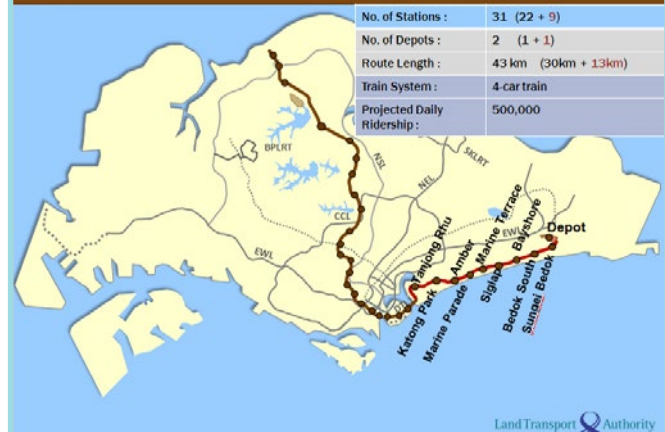 No. of Stations : 31 (22 + 9)
No. of Depots : 2 (1 + 1)
Route Length : 43 km (30km + 13km)
Train System : 4-car train
Projected Daily Ridership : 500,000
BPLRT
NSL
NEL
SKLRT
CCL
EWL
EWL
Tanjong Rhu
Katong Park
Amber
Marine Parade
Marine Terrace
Siglap
Bayshore
Bedok South
Sungei Bedok
Depot
Land Transport Authority